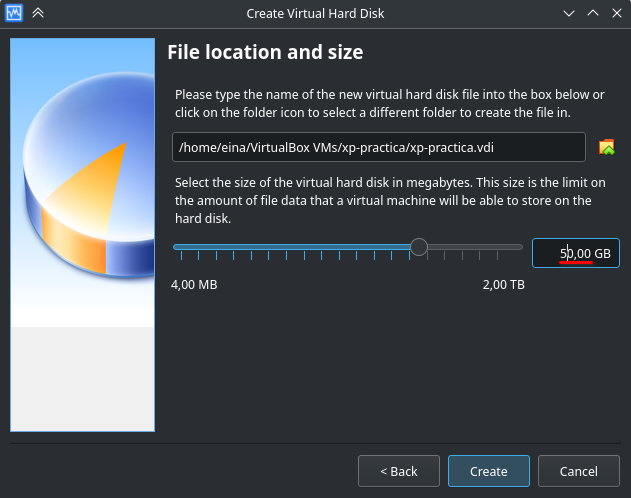 Create Virtual Hard Disk
File location and size
Please type the name of the new virtual hard disk file into the box below or
click on the folder icon to select a different folder to create the file in.
/home/eina/VirtualBox VMs/xp-practica/xp-practica.vdi
Select the size of the virtual hard disk in megabytes. This size is the limit on
the amount of file data that a virtual machine will be able to store on the
hard disk.
50,00 GB
4,00 MB
2,00 TB
< Back
Create
Cancel